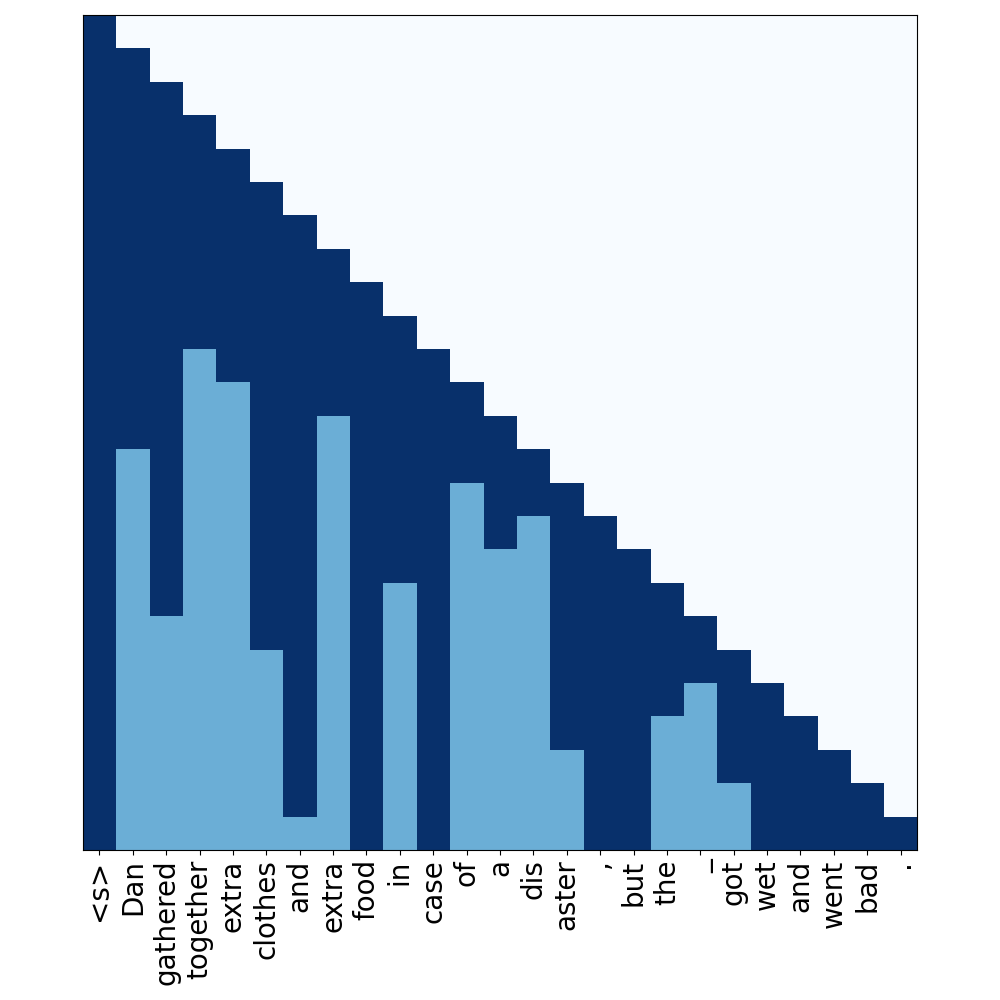 <s>
Dan
gathered
together
extra
clothes
and
extra
food
in
case
of
a
dis
aster
,
but
the
_
got
wet
and
went
bad
.